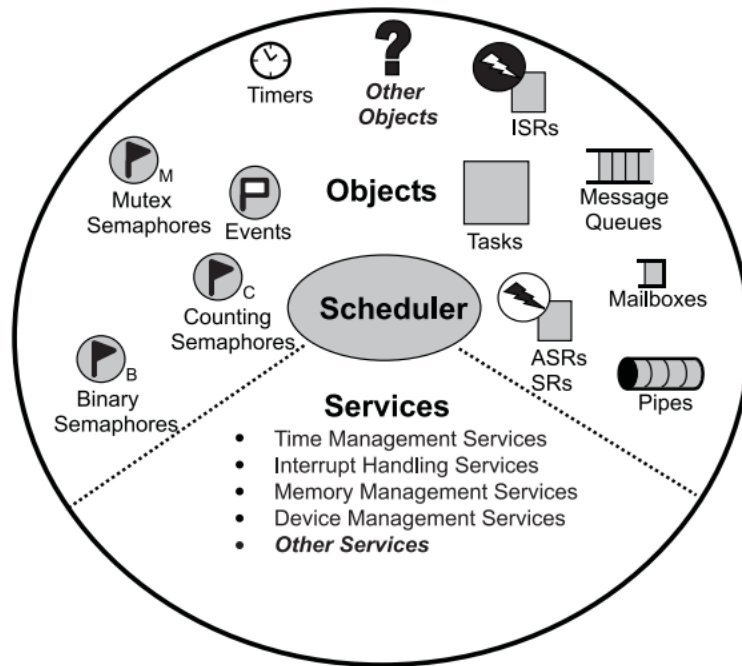 Timers
?
Other
Objects
ISRs
M
Mutex
Semaphores
Events
Objects
Tasks
Message
Queues
C
Counting
Semaphores
Scheduler
ASRs
SRs
Mailboxes
B
Binary
Semaphores
Pipes
Services
• Time Management Services
• Interrupt Handling Services
• Memory Management Services
• Device Management Services
• Other Services